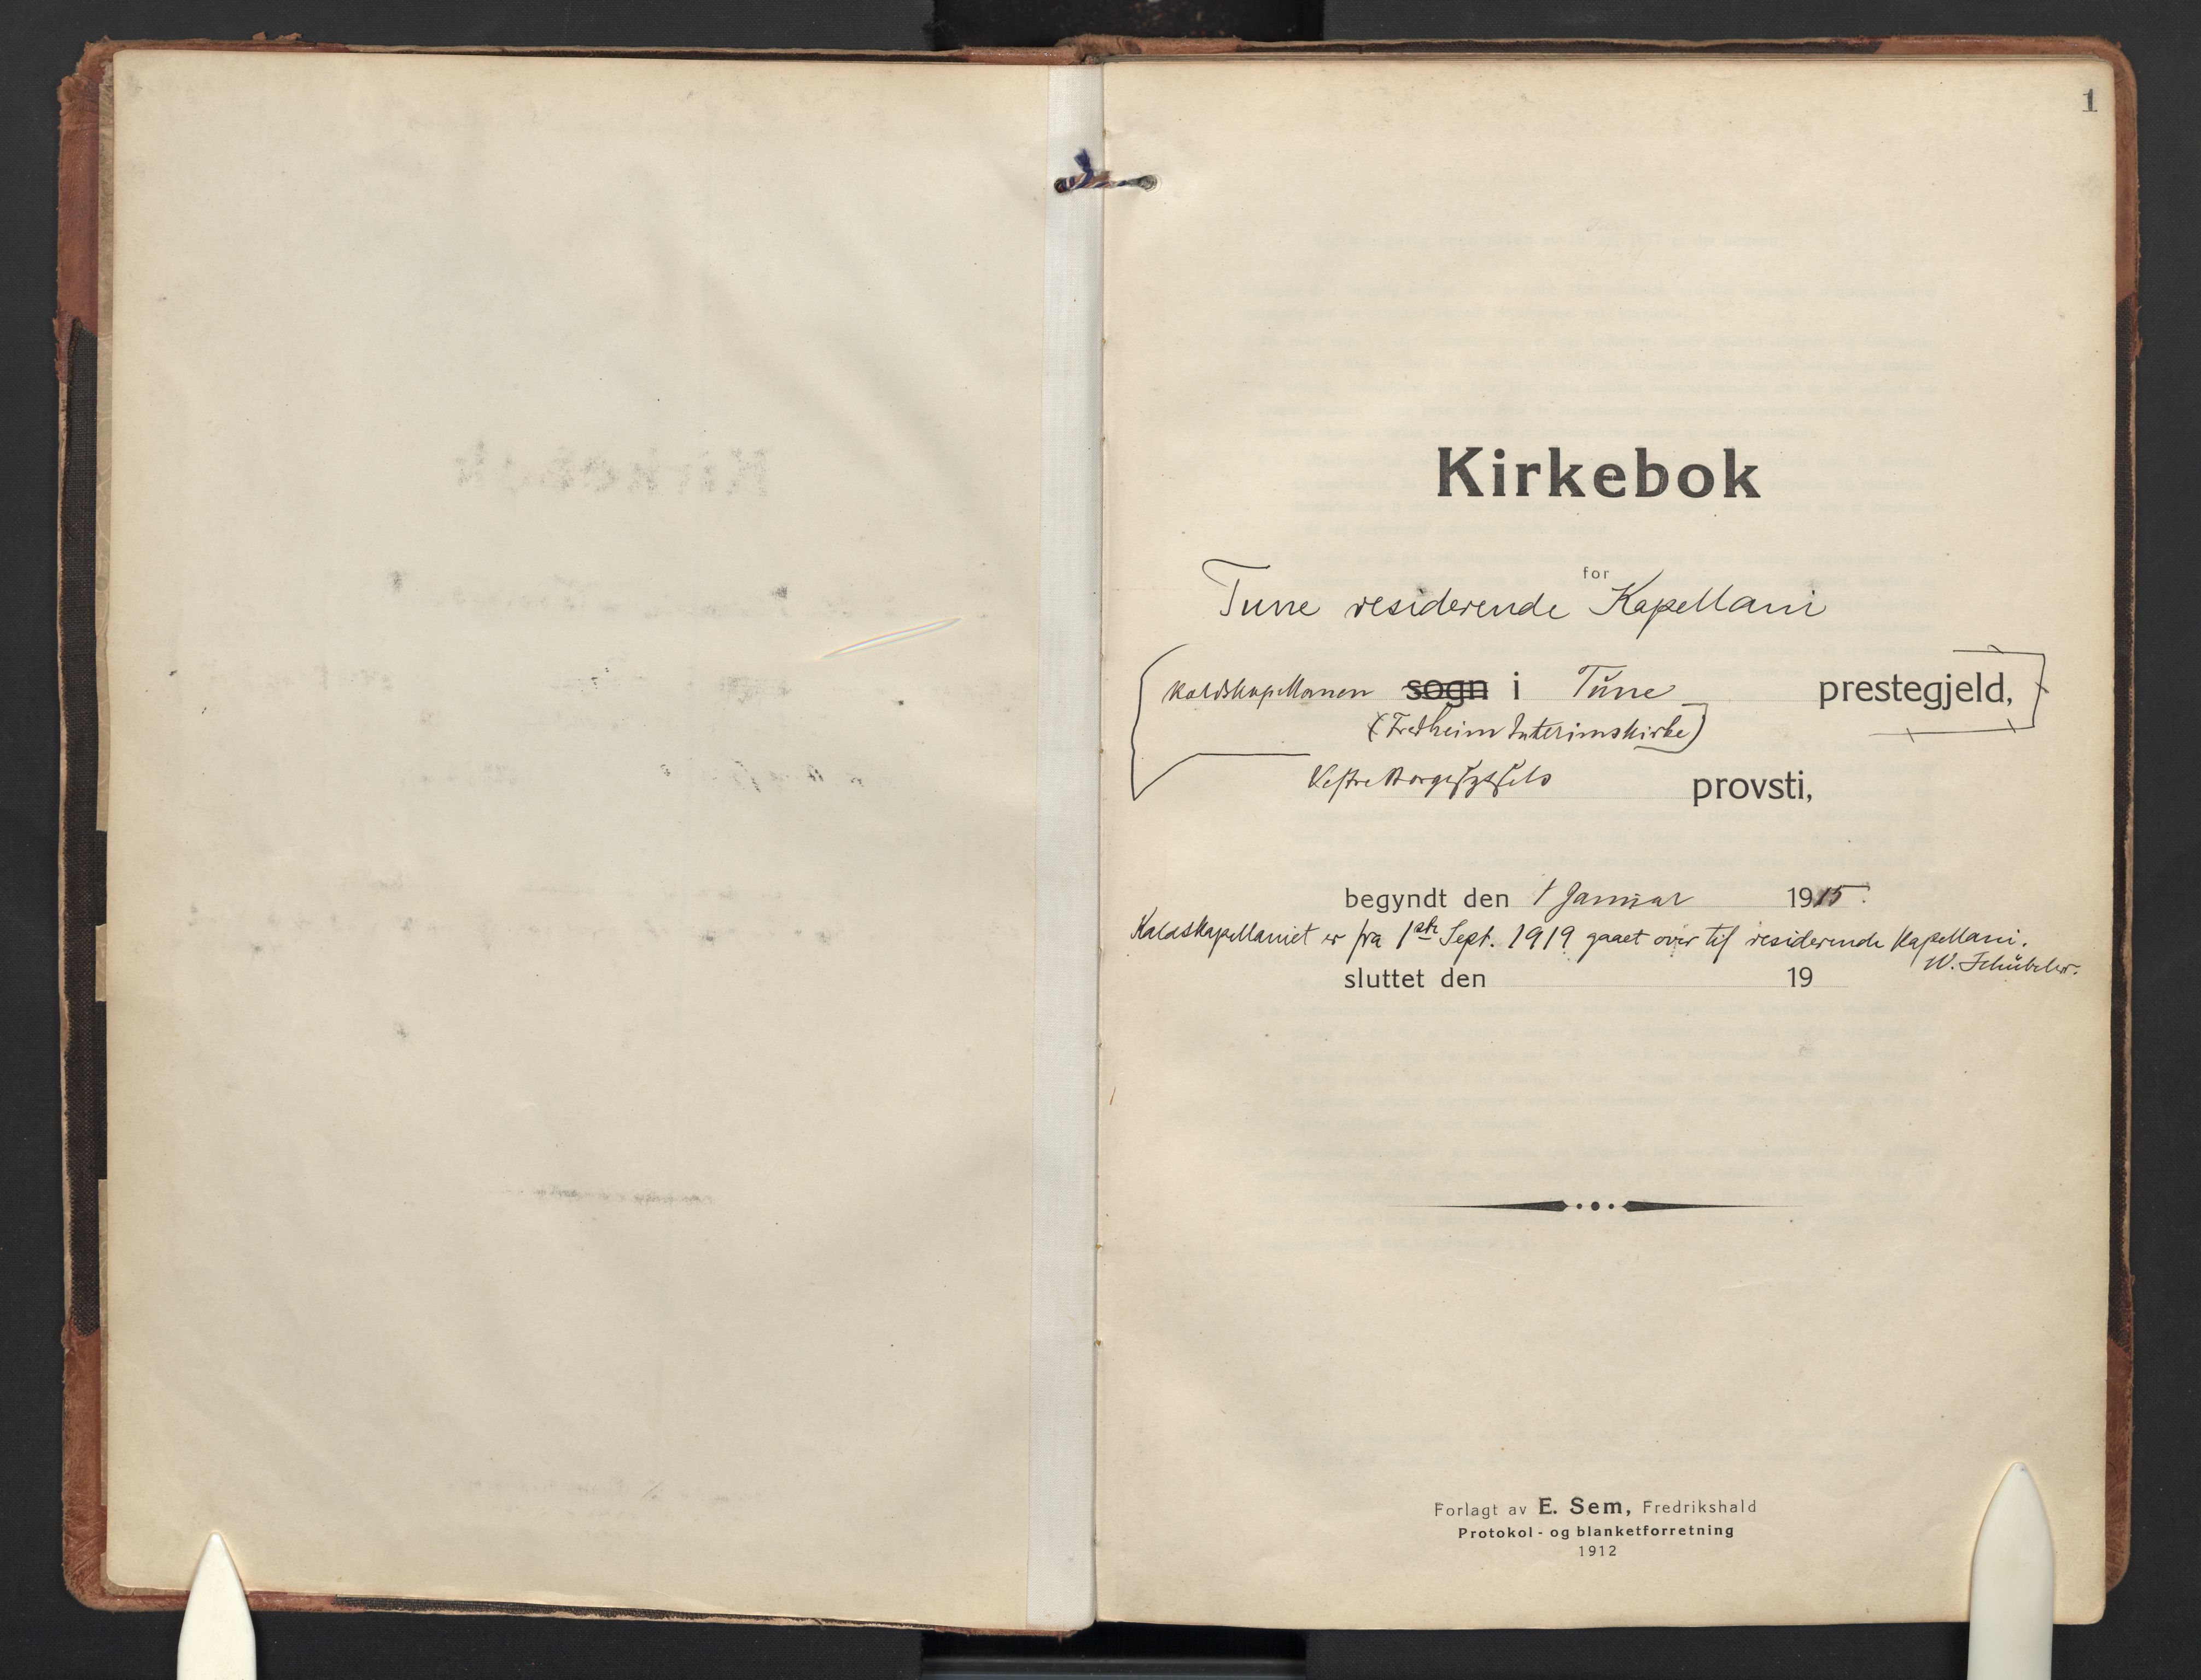 1
Kirkebok
for
Tune residerende Kapellani
Kaldskapellanen sogn i Tune prestegjeld,
(Fredheim Interimskirke)
Vestre Borgesyssels provsti,
begyndt den 1 Januar 1915.
Kaldskapellaniet er fra 1ste Sept. 1919 gaaet over til residerende Kapellani.
W. Schübeler.
sluttet den 19
Forlagt av E. Sem, Fredrikshald
Protokol- og blanketforretning
1912